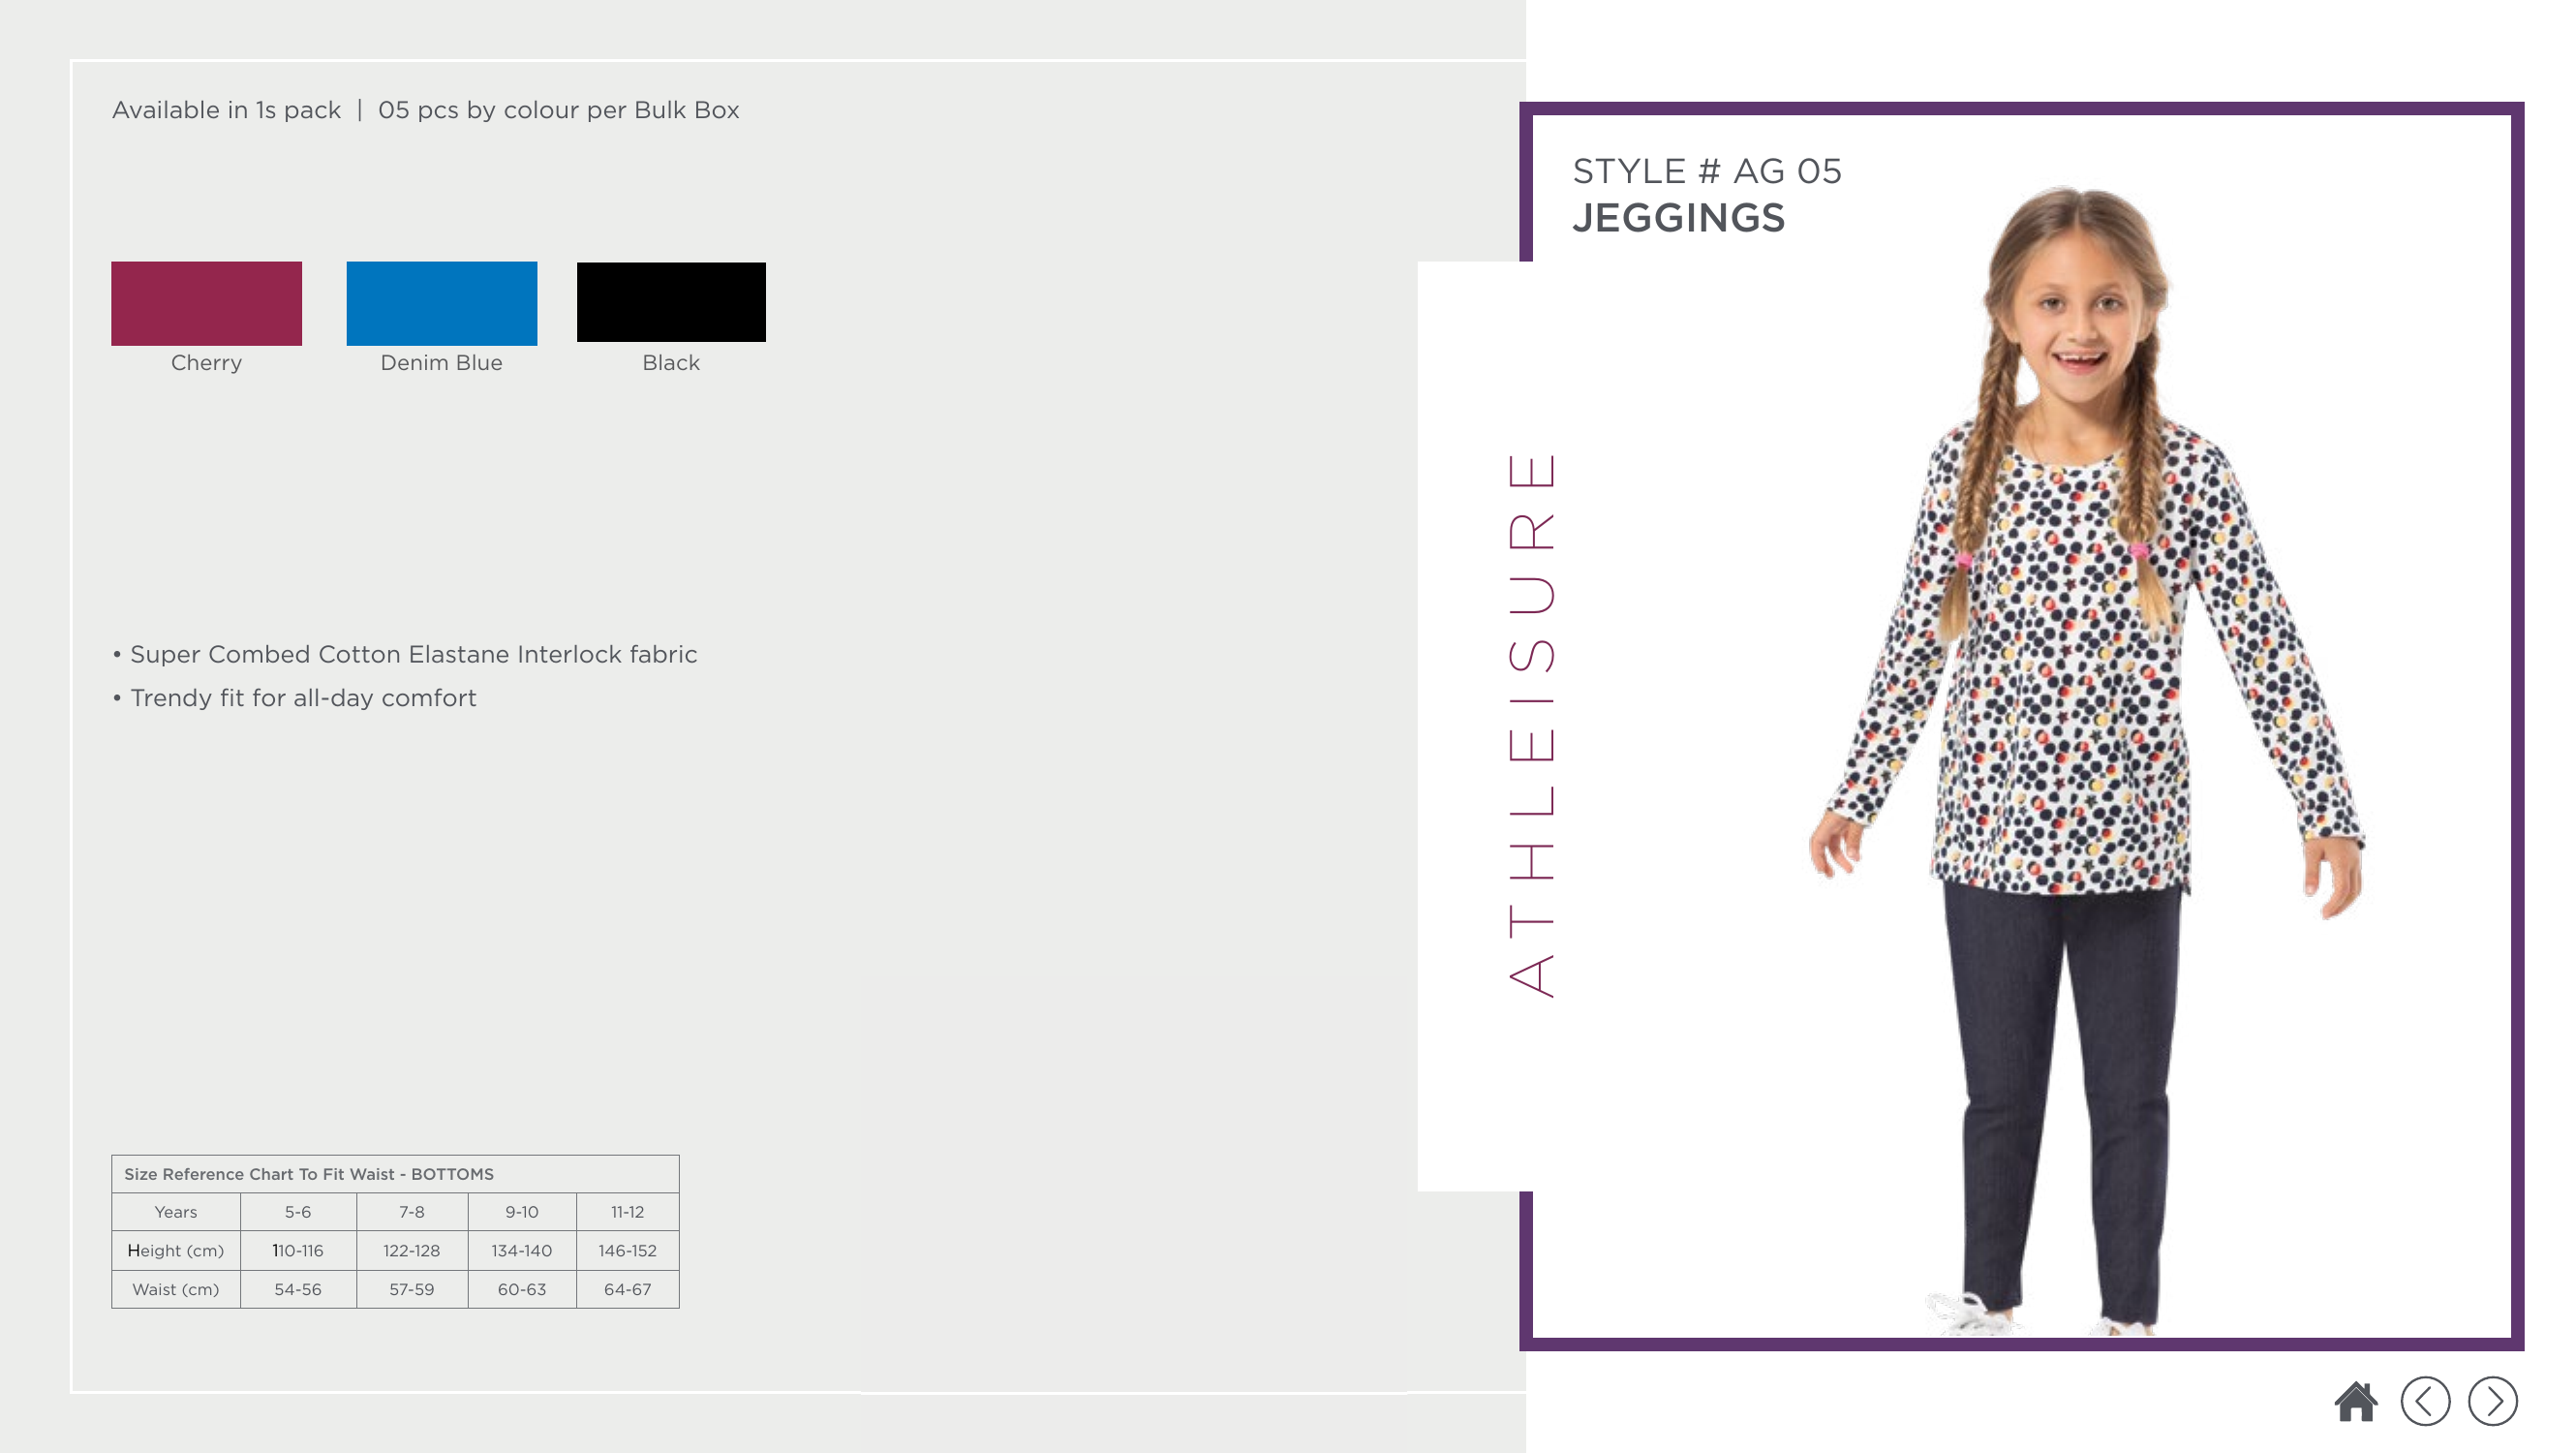 Available in 1s pack | 05 pcs by colour per Bulk Box
Cherry
Denim Blue
Black
• Super Combed Cotton Elastane Interlock fabric
• Trendy fit for all-day comfort
Size Reference Chart To Fit Waist - BOTTOMS
Years 5-6 7-8 9-10 11-12
Height (cm) 110-116 122-128 134-140 146-152
Waist (cm) 54-56 57-59 60-63 64-67
ATHLEISURE
STYLE # AG 05
JEGGINGS